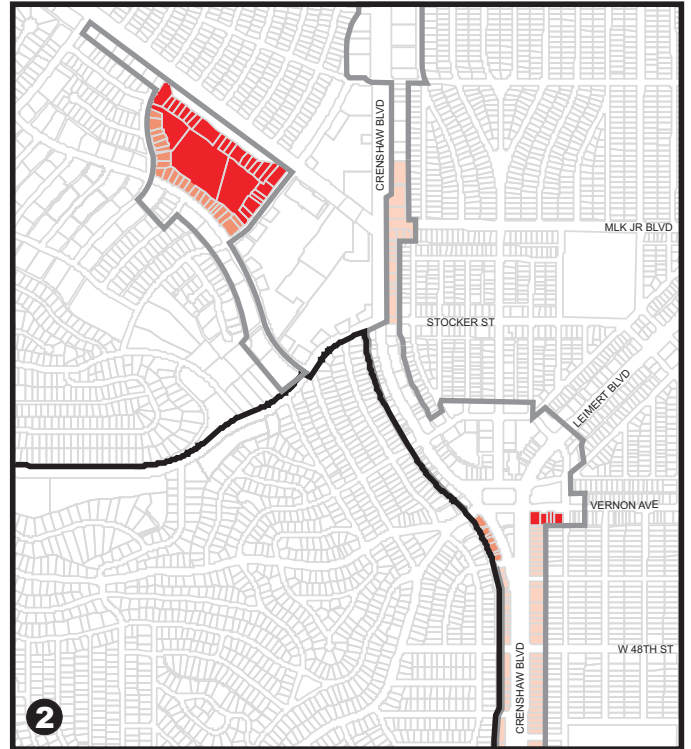 CRENSHAW BLVD
MLK JR BLVD
STOCKER ST
LEIMERT BLVD
VERNON AVE
W 48TH ST
CRENSHAW BLVD
2